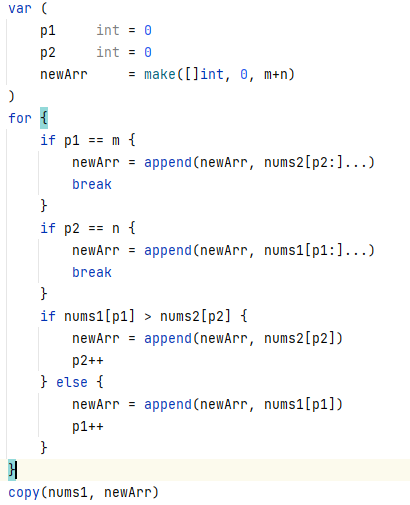 var (
    p1     int = 0
    p2     int = 0
    newArr     = make([]int, 0, m+n)
)
for {
    if p1 == m {
        newArr = append(newArr, nums2[p2:]...)
        break
    }
    if p2 == n {
        newArr = append(newArr, nums1[p1:]...)
        break
    }
    if nums1[p1] > nums2[p2] {
        newArr = append(newArr, nums2[p2])
        p2++
    } else {
        newArr = append(newArr, nums1[p1])
        p1++
    }
}
copy(nums1, newArr)